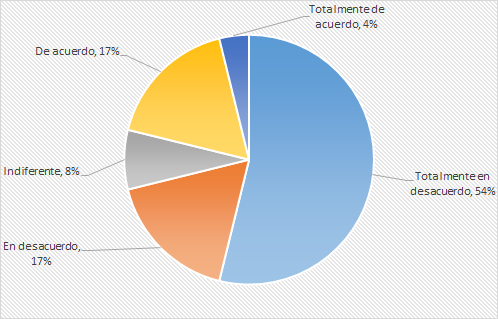 Totalmente de
acuerdo, 4%
De acuerdo, 17%
Indiferente, 8%
Totalmente en
desacuerdo, 54%
En desacuerdo,
17%